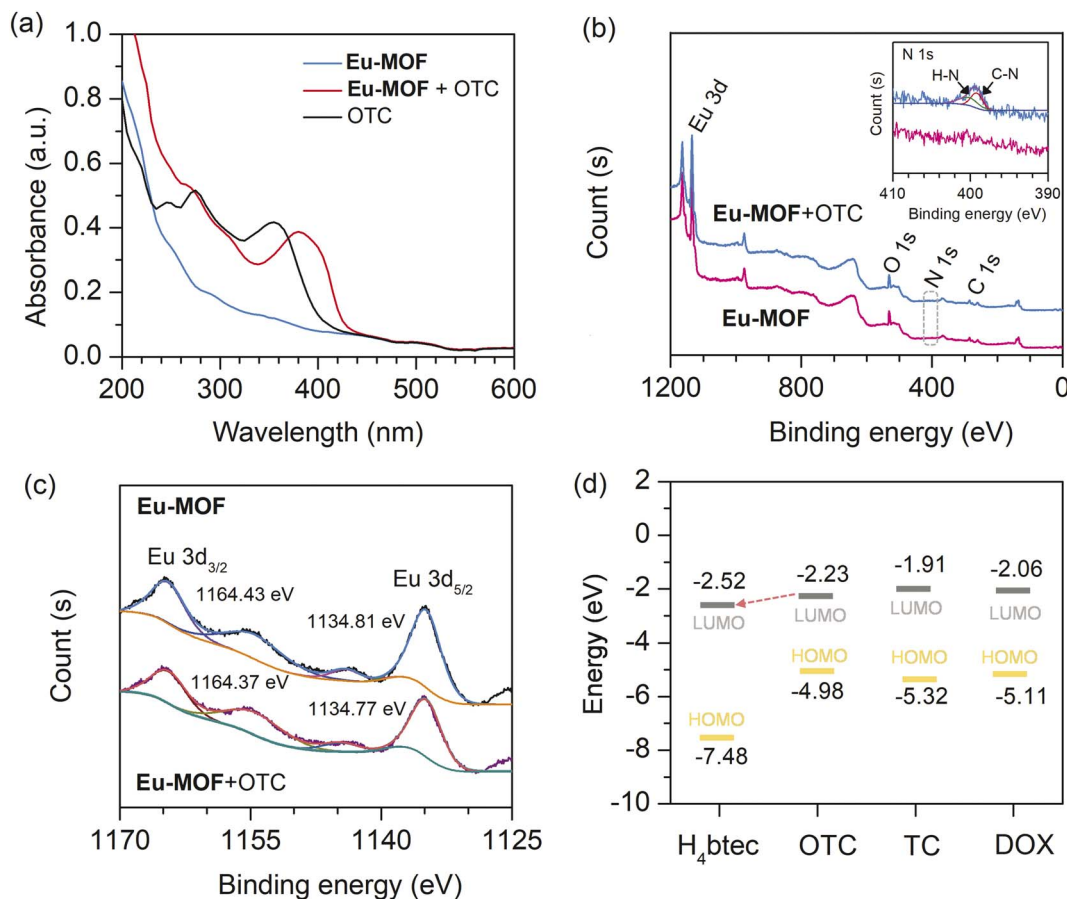 (a)
1.0
0.8
0.6
0.4
0.2
0.0
Absorbance (a.u.)
Eu-MOF
Eu-MOF + OTC
OTC
200 300 400 500 600
Wavelength (nm)
(b)
Count (s)
Eu 3d
Eu-MOF+OTC
Eu-MOF
O 1s
N 1s
C 1s
1200 800 400 0
Binding energy (eV)
N 1s
H-N
C-N
Count (s)
410 400 390
Binding energy (eV)
(c)
Eu-MOF
Eu 3d3/2
1164.43 eV
Eu 3d5/2
1134.81 eV
1164.37 eV
1134.77 eV
Eu-MOF+OTC
Count (s)
1170 1155 1140 1125
Binding energy (eV)
(d)
2
0
-2
-4
-6
-8
-10
Energy (eV)
-2.52
LUMO
HOMO
-7.48
-2.23
LUMO
HOMO
-4.98
-1.91
LUMO
HOMO
-5.32
-2.06
LUMO
HOMO
-5.11
H4btec OTC TC DOX